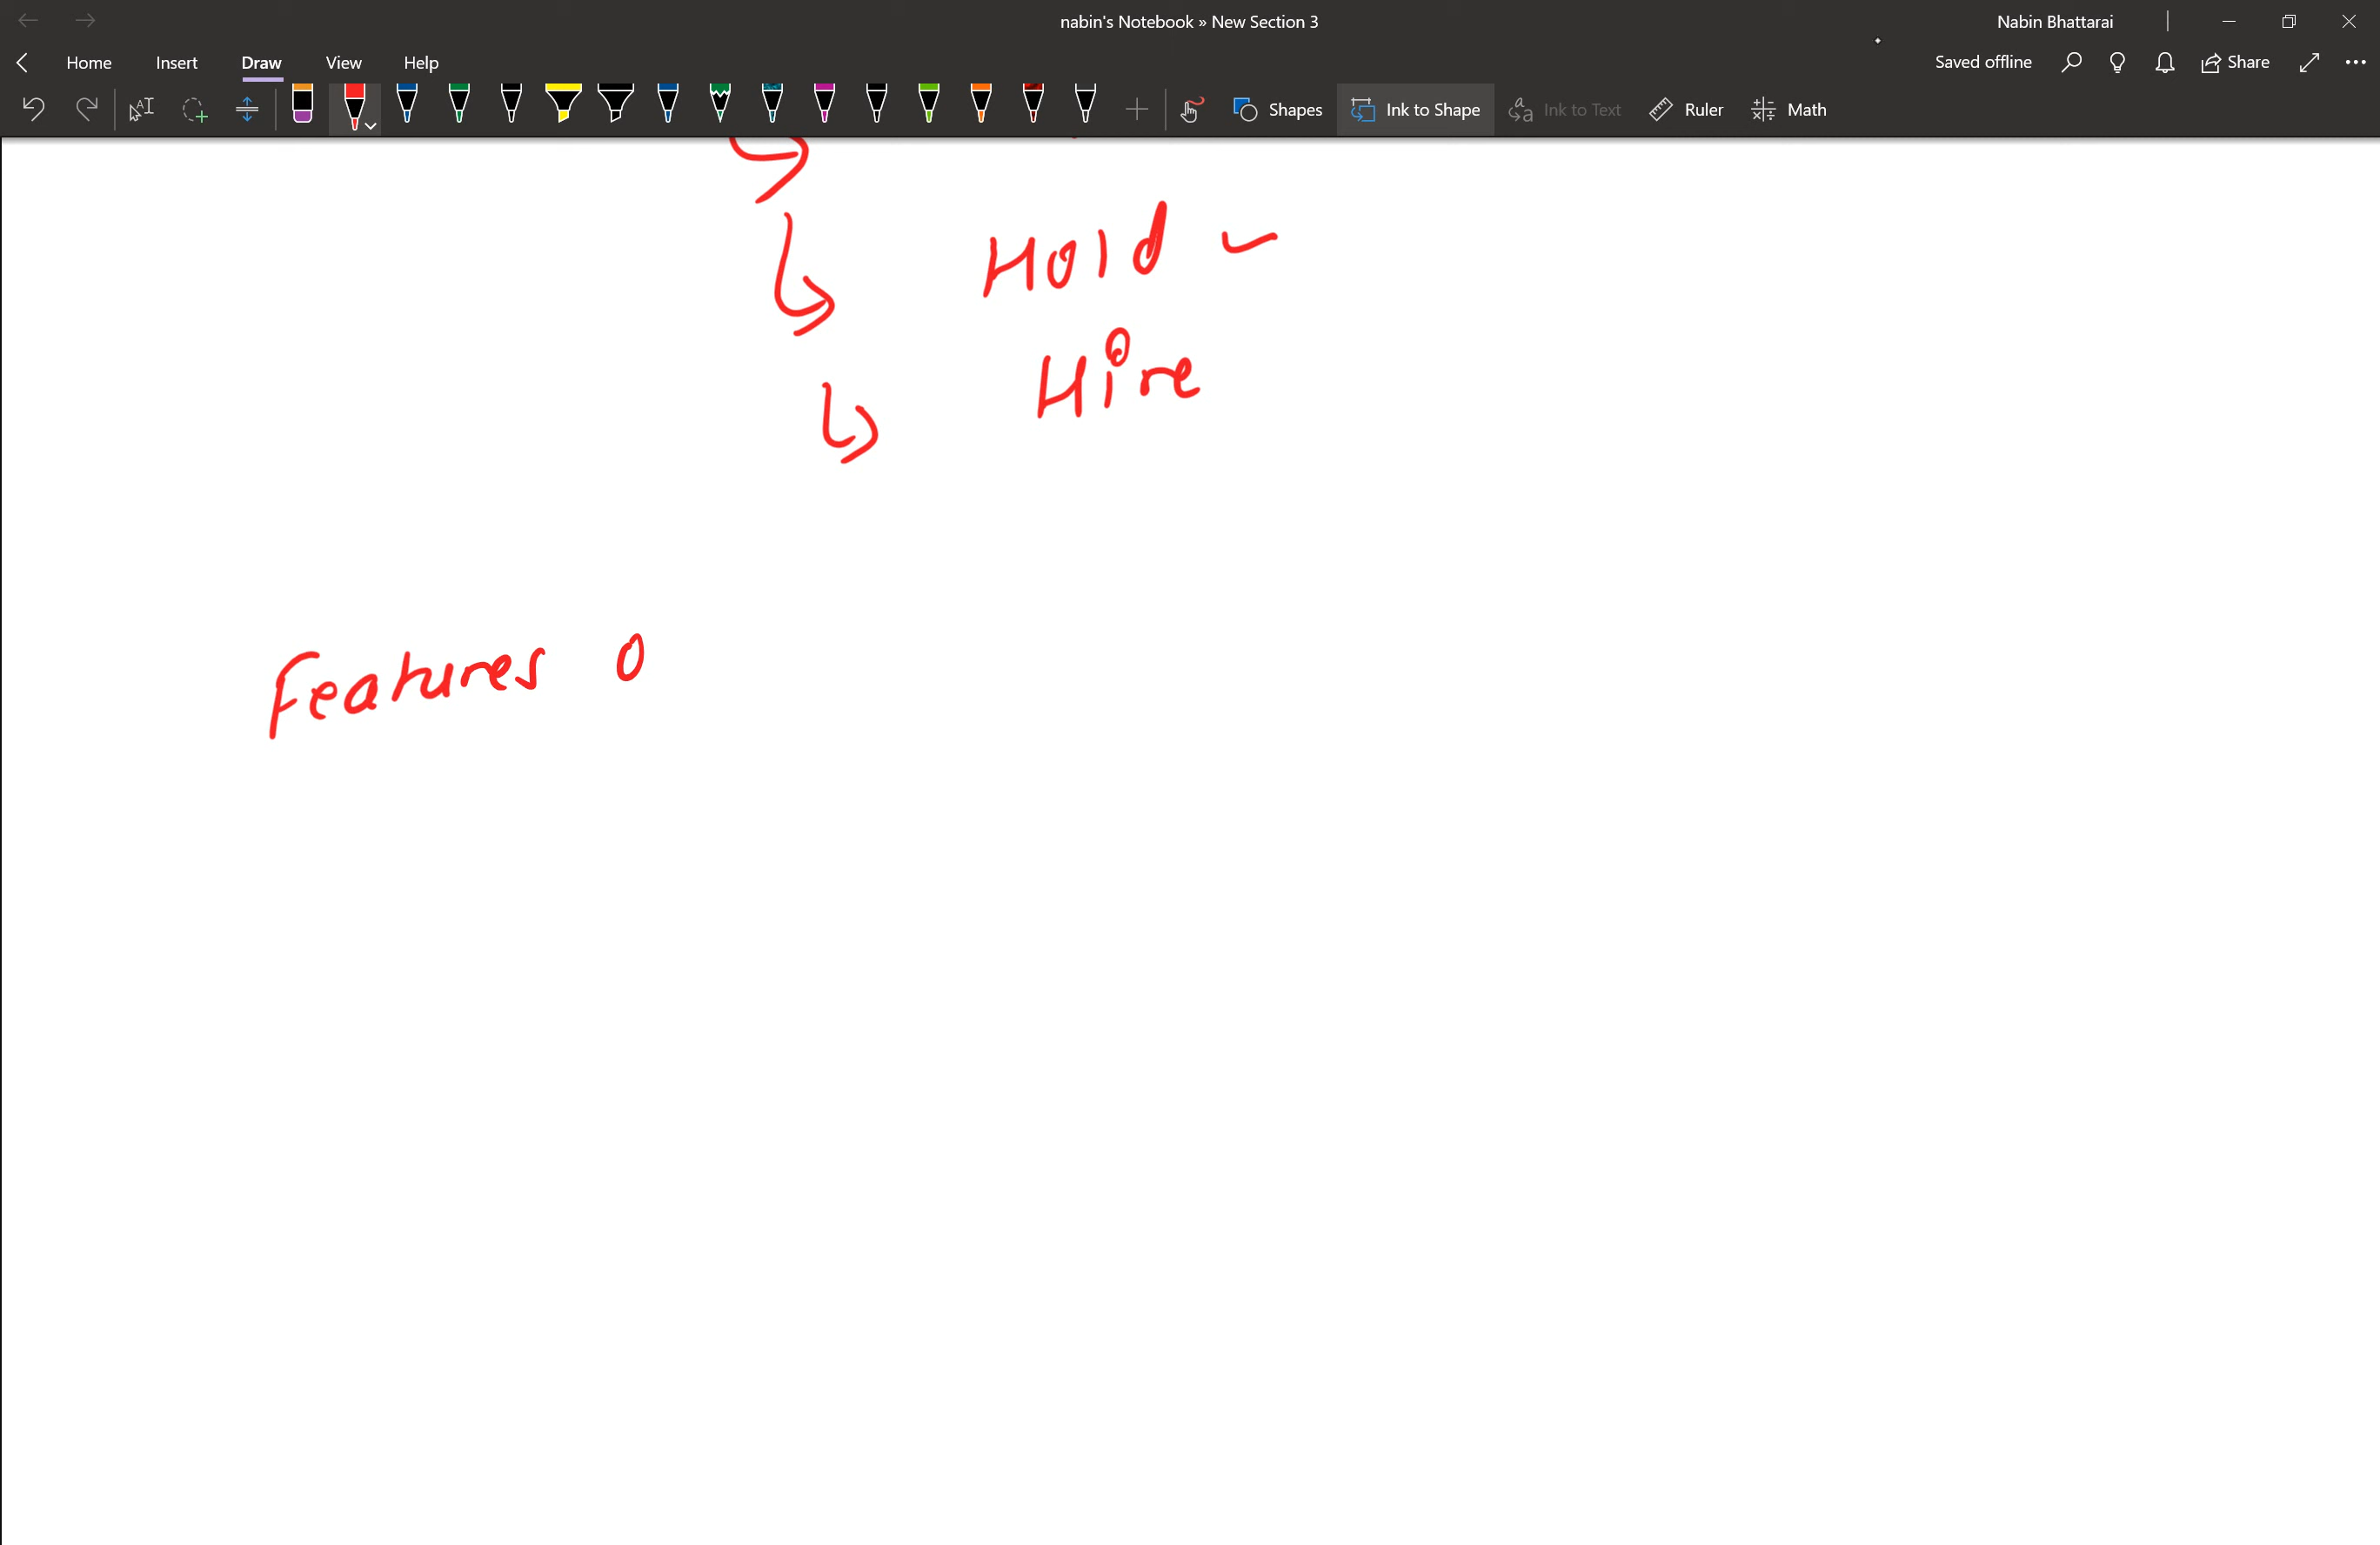 nabin's Notebook » New Section 3
Nabin Bhattarai
Home Insert Draw View Help
Saved offline
Share
Shapes
Ink to Shape
Ink to Text
Ruler
Math
Hold
Hire
Features o